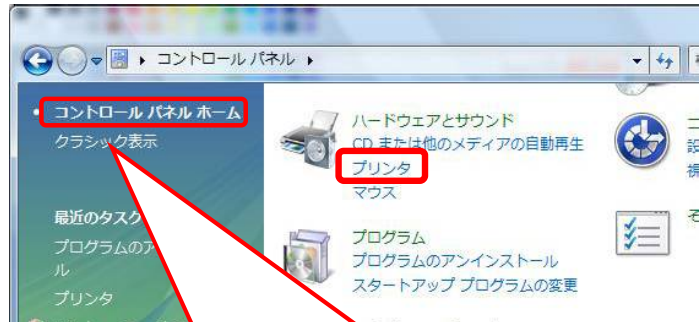 コントロール パネル
コントロール パネル ホーム
クラシック表示
最近のタスク
プログラムのア
ル
プリンタ
ハードウェアとサウンド
CD または他のメディアの自動再生
プリンタ
マウス
プログラム
プログラムのアンインストール
スタートアップ プログラムの変更